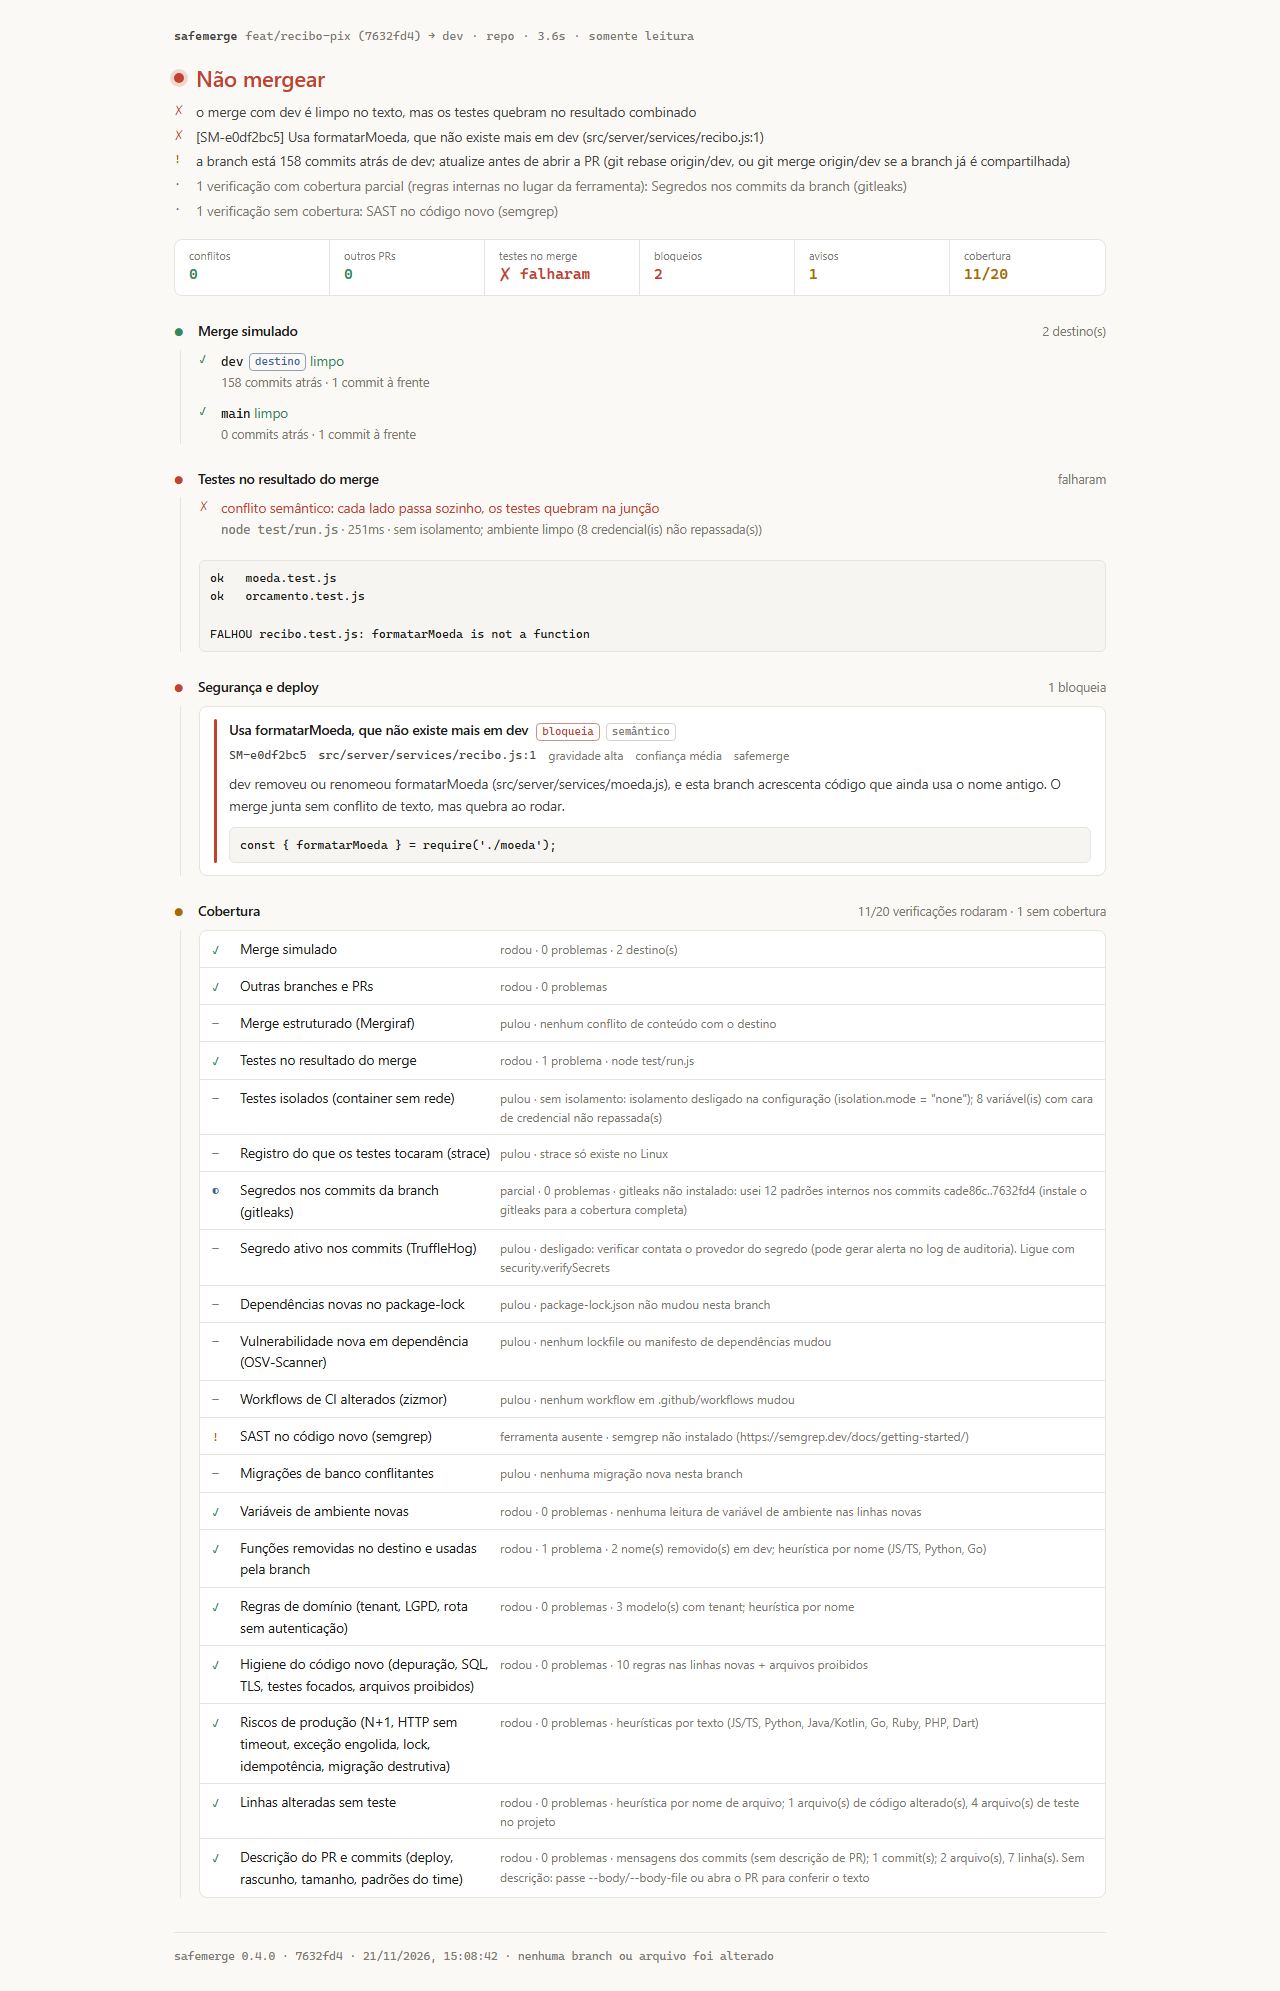 safemerge feat/recibo-pix (7632fd4) → dev · repo · 3.6s · somente leitura
Não mergear
✗ o merge com dev é limpo no texto, mas os testes quebram no resultado combinado
✗ [SM-e0df2bc5] Usa formatarMoeda, que não existe mais em dev (src/server/services/recibo.js:1)
! a branch está 158 commits atrás de dev; atualize antes de abrir a PR (git rebase origin/dev, ou git merge origin/dev se a branch já é compartilhada)
· 1 verificação com cobertura parcial (regras internas no lugar da ferramenta): Segredos nos commits da branch (gitleaks)
· 1 verificação sem cobertura: SAST no código novo (semgrep)
conflitos
0
outros PRs
0
testes no merge
✗ falharam
bloqueios
2
avisos
1
cobertura
11/20
Merge simulado 2 destino(s)
✓ dev destino limpo
158 commits atrás · 1 commit à frente
✓ main limpo
0 commits atrás · 1 commit à frente
Testes no resultado do merge falharam
✗ conflito semântico: cada lado passa sozinho, os testes quebram na junção
node test/run.js · 251ms · sem isolamento; ambiente limpo (8 credencial(is) não repassada(s))
ok moeda.test.js
ok orcamento.test.js
FALHOU recibo.test.js: formatarMoeda is not a function
Segurança e deploy 1 bloqueia
Usa formatarMoeda, que não existe mais em dev bloqueia semântico
SM-e0df2bc5 src/server/services/recibo.js:1 gravidade alta confiança média safemerge
dev removeu ou renomeou formatarMoeda (src/server/services/moeda.js), e esta branch acrescenta código que ainda usa o nome antigo. O
merge junta sem conflito de texto, mas quebra ao rodar.
const { formatarMoeda } = require('./moeda');
Cobertura 11/20 verificações rodaram · 1 sem cobertura
✓ Merge simulado rodou · 0 problemas · 2 destino(s)
✓ Outras branches e PRs rodou · 0 problemas
– Merge estruturado (Mergiraf) pulou · nenhum conflito de conteúdo com o destino
✓ Testes no resultado do merge rodou · 1 problema · node test/run.js
– Testes isolados (container sem rede) pulou · sem isolamento: isolamento desligado na configuração (isolation.mode = "none"); 8 variável(is) com cara
de credencial não repassada(s)
– Registro do que os testes tocaram (strace) pulou · strace só existe no Linux
◐ Segredos nos commits da branch
(gitleaks)
parcial · 0 problemas · gitleaks não instalado: usei 12 padrões internos nos commits cade86c..7632fd4 (instale o
gitleaks para a cobertura completa)
– Segredo ativo nos commits (TruffleHog) pulou · desligado: verificar contata o provedor do segredo (pode gerar alerta no log de auditoria). Ligue com
security.verifySecrets
– Dependências novas no package-lock pulou · package-lock.json não mudou nesta branch
– Vulnerabilidade nova em dependência
(OSV-Scanner)
pulou · nenhum lockfile ou manifesto de dependências mudou
– Workflows de CI alterados (zizmor) pulou · nenhum workflow em .github/workflows mudou
! SAST no código novo (semgrep) ferramenta ausente · semgrep não instalado (https://semgrep.dev/docs/getting-started/)
– Migrações de banco conflitantes pulou · nenhuma migração nova nesta branch
✓ Variáveis de ambiente novas rodou · 0 problemas · nenhuma leitura de variável de ambiente nas linhas novas
✓ Funções removidas no destino e usadas
pela branch
rodou · 1 problema · 2 nome(s) removido(s) em dev; heurística por nome (JS/TS, Python, Go)
✓ Regras de domínio (tenant, LGPD, rota
sem autenticação)
rodou · 0 problemas · 3 modelo(s) com tenant; heurística por nome
✓ Higiene do código novo (depuração, SQL,
TLS, testes focados, arquivos proibidos)
rodou · 0 problemas · 10 regras nas linhas novas + arquivos proibidos
✓ Riscos de produção (N+1, HTTP sem
timeout, exceção engolida, lock,
idempotência, migração destrutiva)
rodou · 0 problemas · heurísticas por texto (JS/TS, Python, Java/Kotlin, Go, Ruby, PHP, Dart)
✓ Linhas alteradas sem teste rodou · 0 problemas · heurística por nome de arquivo; 1 arquivo(s) de código alterado(s), 4 arquivo(s) de teste
no projeto
✓ Descrição do PR e commits (deploy,
rascunho, tamanho, padrões do time)
rodou · 0 problemas · mensagens dos commits (sem descrição de PR); 1 commit(s); 2 arquivo(s), 7 linha(s). Sem
descrição: passe --body/--body-file ou abra o PR para conferir o texto
safemerge 0.4.0 · 7632fd4 · 21/11/2026, 15:08:42 · nenhuma branch ou arquivo foi alterado